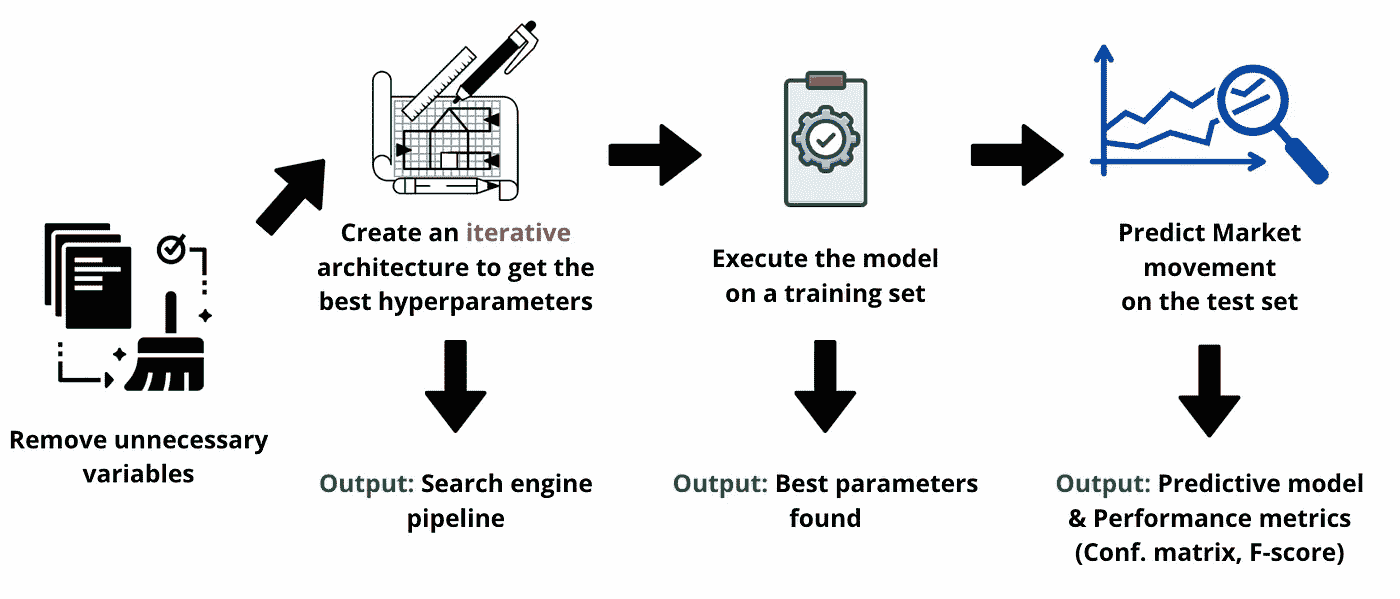 Remove unnecessary
variables
Create an iterative
architecture to get the
best hyperparameters
Output: Search engine
pipeline
Execute the model
on a training set
Output: Best parameters
found
Predict Market
movement
on the test set
Output: Predictive model
& Performance metrics
(Conf. matrix, F-score)